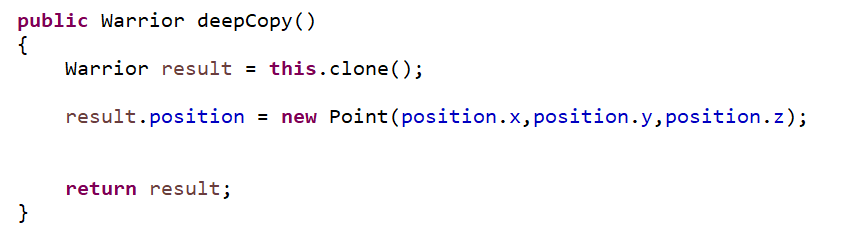 public Warrior deepCopy()
{
Warrior result = this.clone();
result.position = new Point(position.x,position.y,position.z);
return result;
}